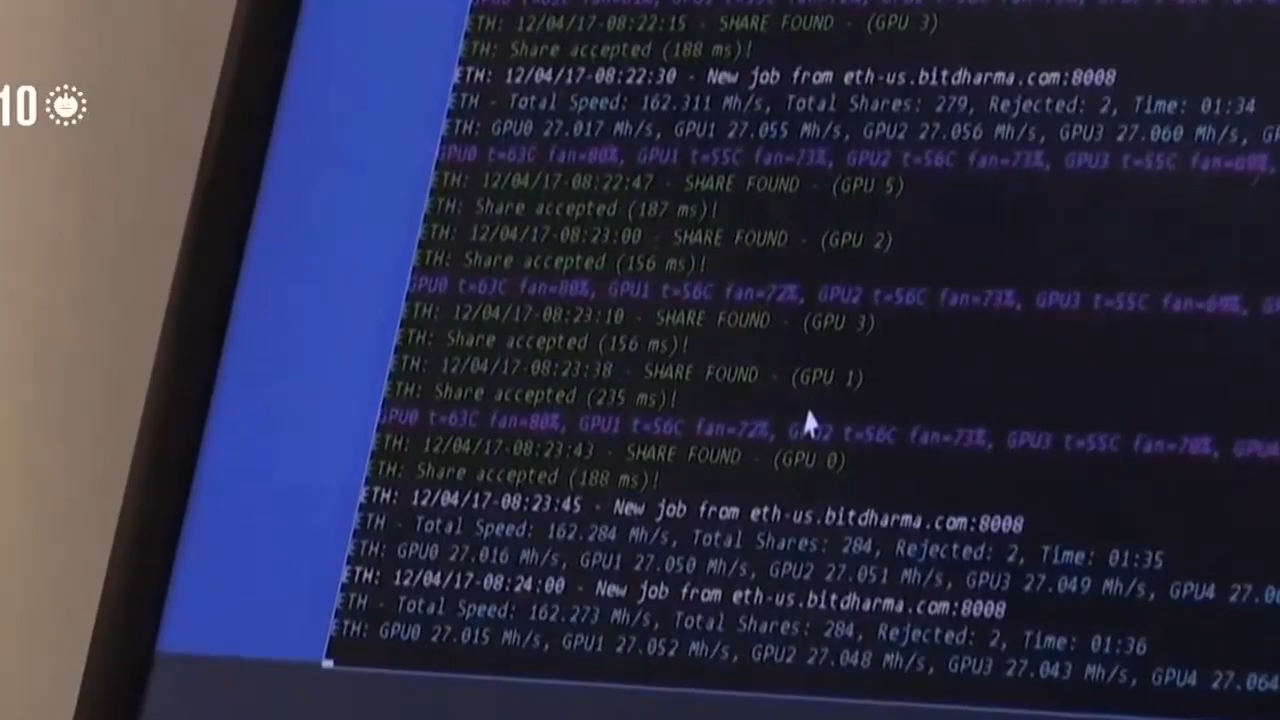 10
ETH: 12/04/17-08:22:15 - SHARE FOUND - (GPU 3)
ETH: Share accepted (188 ms)!
ETH: 12/04/17-08:22:30 - New job from eth-us.bitdharma.com:8008
ETH - Total Speed: 162.311 Mh/s, Total Shares: 279, Rejected: 2, Time: 01:34
ETH: GPU0 27.017 Mh/s, GPU1 27.055 Mh/s, GPU2 27.056 Mh/s, GPU3 27.060 Mh/s,
GPU0 t=63C fan=80%, GPU1 t=55C fan=73%, GPU2 t=56C fan=73%, GPU3 t=55C fan=69%,
ETH: 12/04/17-08:22:47 - SHARE FOUND - (GPU 5)
ETH: Share accepted (187 ms)!
ETH: 12/04/17-08:23:00 - SHARE FOUND - (GPU 2)
ETH: Share accepted (156 ms)!
GPU0 t=63C fan=80%, GPU1 t=56C fan=72%, GPU2 t=56C fan=73%, GPU3 t=55C fan=69%,
ETH: 12/04/17-08:23:10 - SHARE FOUND - (GPU 3)
ETH: Share accepted (156 ms)!
ETH: 12/04/17-08:23:38 - SHARE FOUND - (GPU 1)
ETH: Share accepted (235 ms)!
GPU0 t=63C fan=80%, GPU1 t=56C fan=72%, GPU2 t=56C fan=73%, GPU3 t=55C fan=70%, GPU4
ETH: 12/04/17-08:23:43 - SHARE FOUND - (GPU 0)
ETH: Share accepted (188 ms)!
ETH: 12/04/17-08:23:45 - New job from eth-us.bitdharma.com:8008
ETH - Total Speed: 162.284 Mh/s, Total Shares: 284, Rejected: 2, Time: 01:35
ETH: GPU0 27.016 Mh/s, GPU1 27.050 Mh/s, GPU2 27.051 Mh/s, GPU3 27.049 Mh/s, GPU4
ETH: 12/04/17-08:24:00 - New job from eth-us.bitdharma.com:8008
ETH - Total Speed: 162.273 Mh/s, Total Shares: 284, Rejected: 2, Time: 01:36
ETH: GPU0 27.015 Mh/s, GPU1 27.052 Mh/s, GPU2 27.048 Mh/s, GPU3 27.043 Mh/s, GPU4 27.064